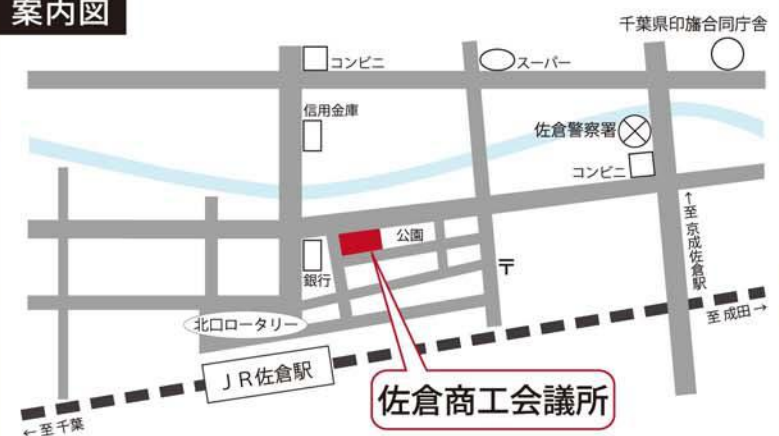 案内図
千葉県印旛合同庁舎
コンビニ
スーパー
信用金庫
佐倉警察署
コンビニ
←至 京成佐倉駅
公園
銀行
〒
北口ロータリー
至 成田→
JR佐倉駅
佐倉商工会議所
←至 千葉